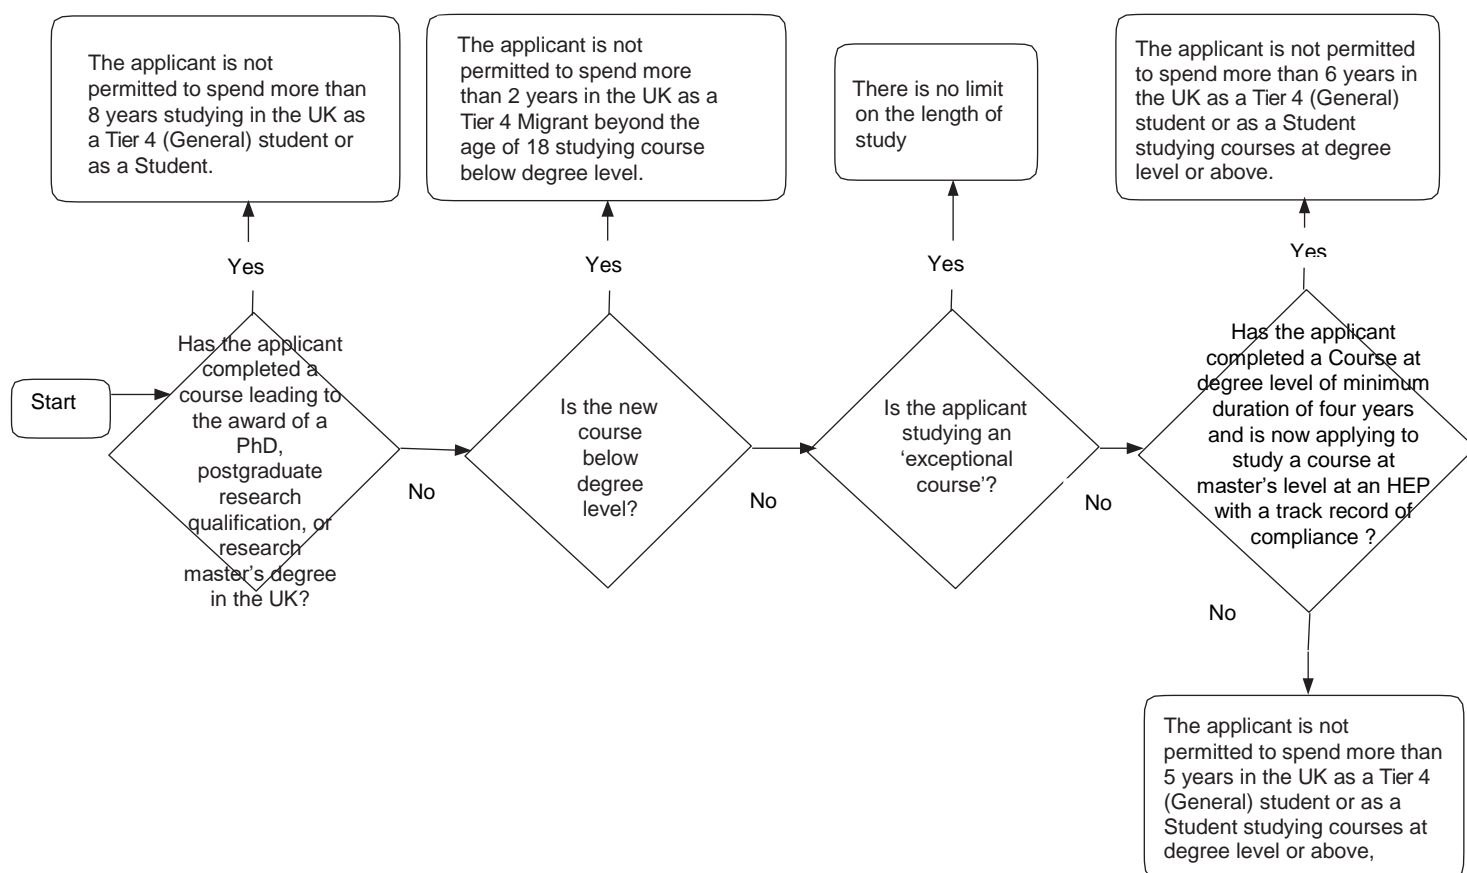 The applicant is not
permitted to spend more than
8 years studying in the UK as
a Tier 4 (General) student or
as a Student.
The applicant is not
permitted to spend more
than 2 years in the UK as a
Tier 4 Migrant beyond the
age of 18 studying course
below degree level.
There is no limit
on the length of
study
The applicant is not permitted
to spend more than 6 years in
the UK as a Tier 4 (General)
student or as a Student
studying courses at degree
level or above.
Yes
Yes
Yes
Yes
Start
Has the applicant
completed a
course leading to
the award of a
PhD,
postgraduate
research
qualification, or
research
master’s degree
in the UK?
No
Is the new
course
below
degree
level?
No
Is the applicant
studying an
‘exceptional
course’?
No
Has the applicant
completed a Course at
degree level of minimum
duration of four years
and is now applying to
study a course at
master’s level at an HEP
with a track record of
compliance ?
No
The applicant is not
permitted to spend more than
5 years in the UK as a Tier 4
(General) student or as a
Student studying courses at
degree level or above,